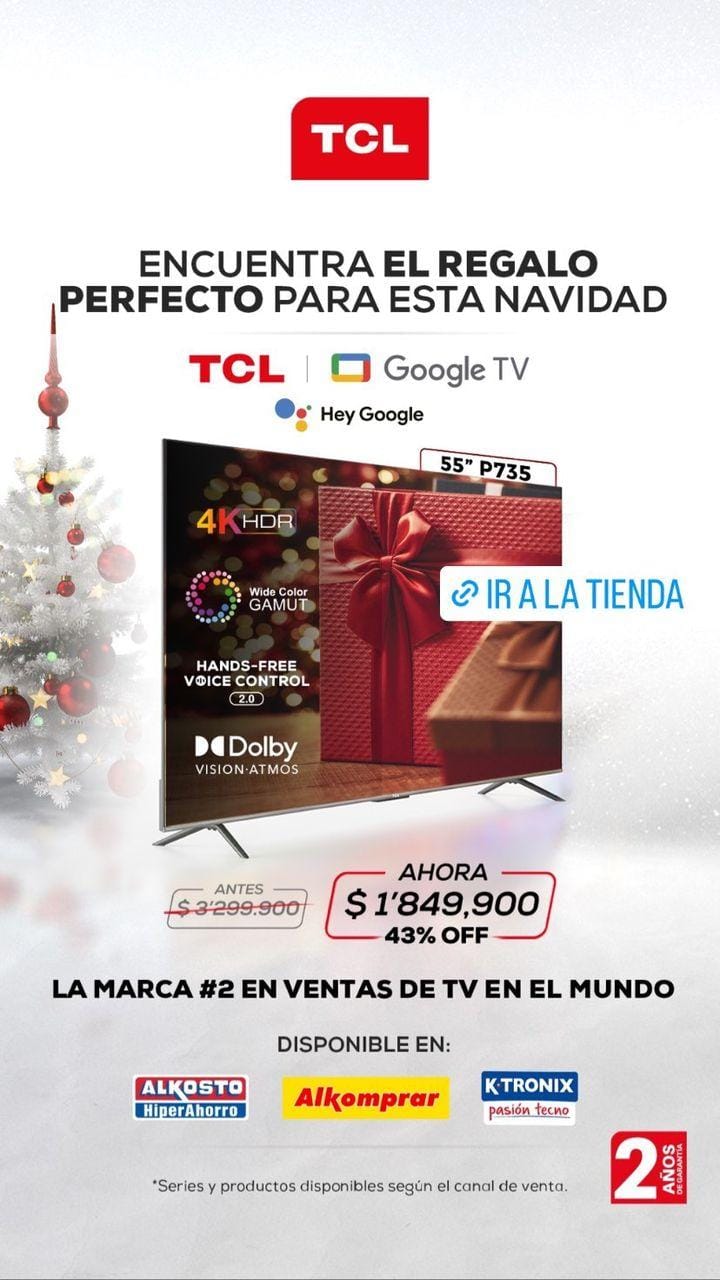 TCL
ENCUENTRA EL REGALO
PERFECTO PARA ESTA NAVIDAD
TCL | Google TV
Hey Google
55” P735
4K HDR
Wide Color
GAMUT
IR A LA TIENDA
HANDS-FREE
VOICE CONTROL
2.0
Dolby
VISION·ATMOS
ANTES
$ 3'299.900
AHORA
$ 1'849,900
43% OFF
LA MARCA #2 EN VENTAS DE TV EN EL MUNDO
DISPONIBLE EN:
ALKOSTO
HiperAhorro
Alkomprar
K·TRONIX
pasión tecno
2 AÑOS
DE GARANTÍA
*Series y productos disponibles según el canal de venta.